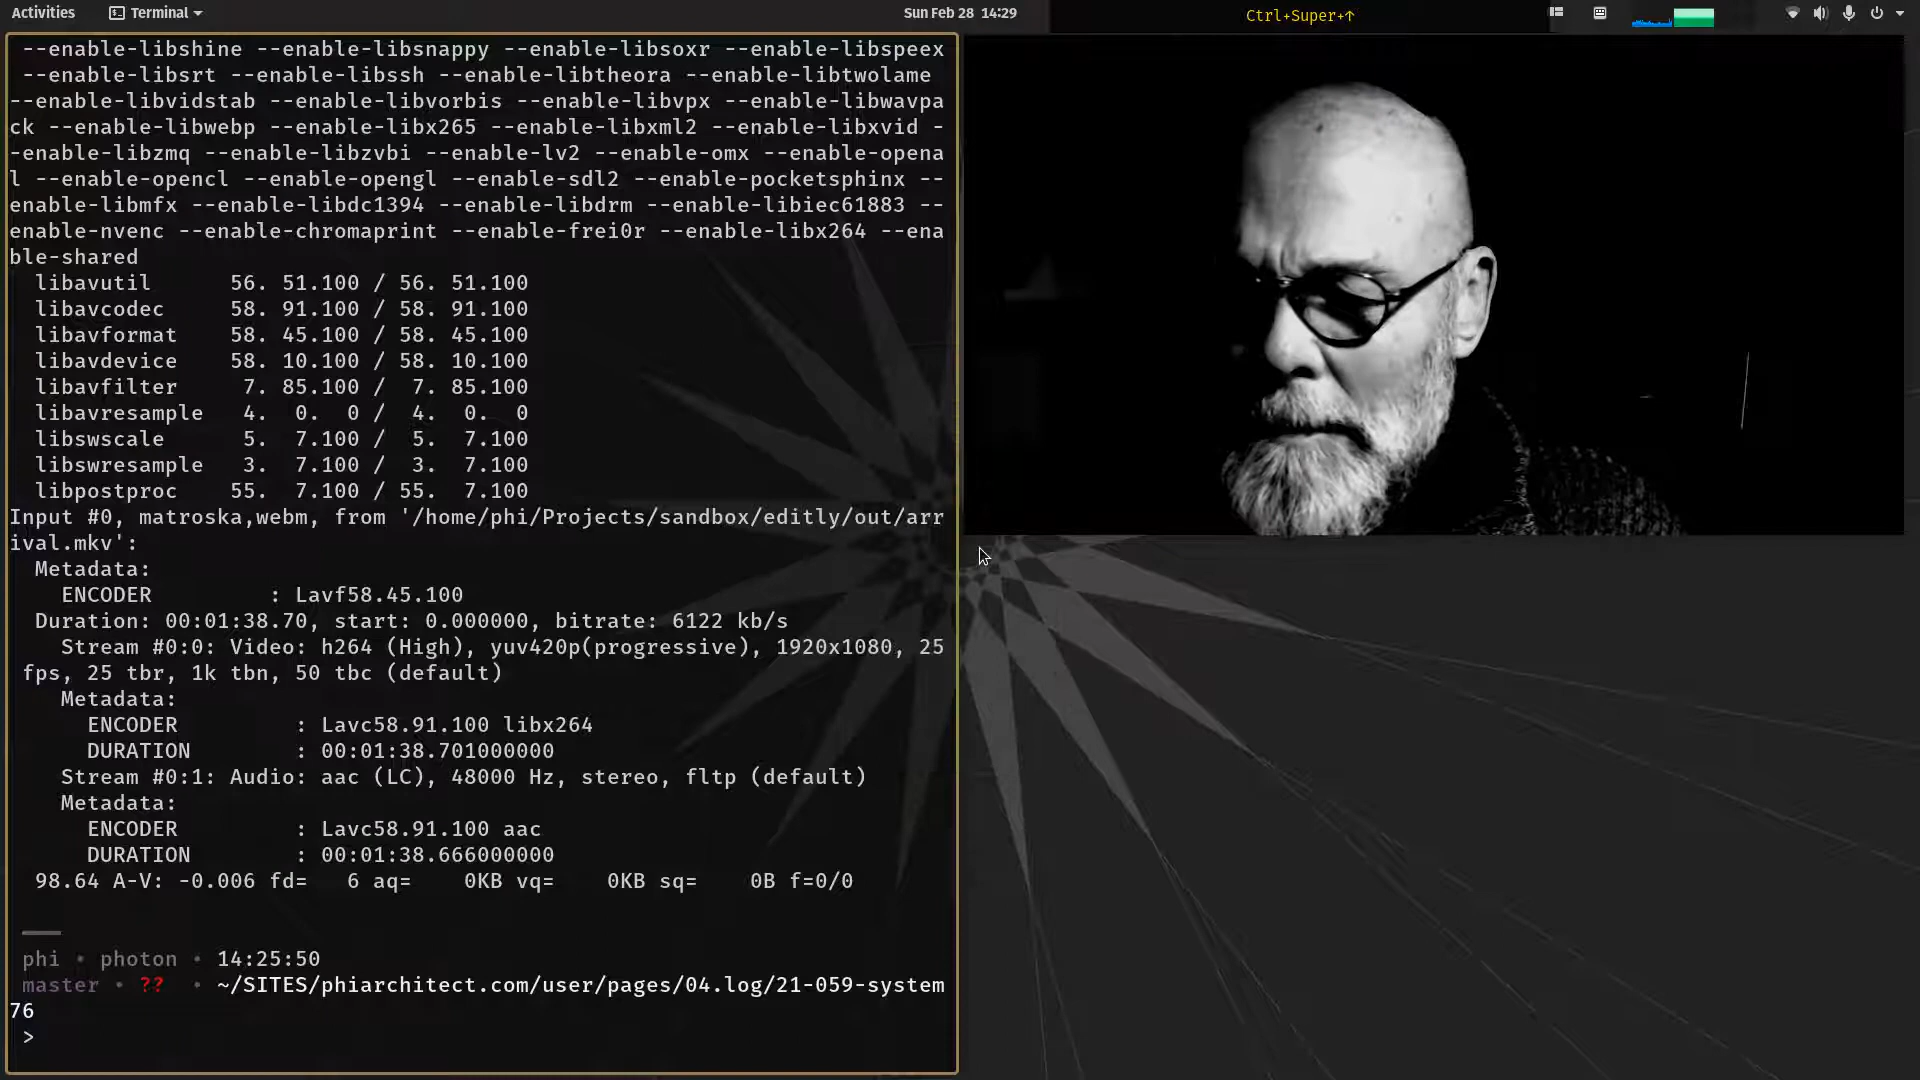 Activities
Terminal
Sun Feb 28 14:29
Ctrl+Super+↑
--enable-libshine --enable-libsnappy --enable-libsoxr --enable-libspeex
--enable-libsrt --enable-libssh --enable-libtheora --enable-libtwolame
--enable-libvidstab --enable-libvorbis --enable-libvpx --enable-libwavpa
ck --enable-libwebp --enable-libx265 --enable-libxml2 --enable-libxvid -
-enable-libzmq --enable-libzvbi --enable-lv2 --enable-omx --enable-opena
l --enable-opencl --enable-opengl --enable-sdl2 --enable-pocketsphinx --
enable-libmfx --enable-libdc1394 --enable-libdrm --enable-libiec61883 --
enable-nvenc --enable-chromaprint --enable-frei0r --enable-libx264 --ena
ble-shared
libavutil 56. 51.100 / 56. 51.100
libavcodec 58. 91.100 / 58. 91.100
libavformat 58. 45.100 / 58. 45.100
libavdevice 58. 10.100 / 58. 10.100
libavfilter 7. 85.100 / 7. 85.100
libavresample 4. 0. 0 / 4. 0. 0
libswscale 5. 7.100 / 5. 7.100
libswresample 3. 7.100 / 3. 7.100
libpostproc 55. 7.100 / 55. 7.100
Input #0, matroska,webm, from '/home/phi/Projects/sandbox/editly/out/arr
ival.mkv':
Metadata:
ENCODER : Lavf58.45.100
Duration: 00:01:38.70, start: 0.000000, bitrate: 6122 kb/s
Stream #0:0: Video: h264 (High), yuv420p(progressive), 1920x1080, 25
fps, 25 tbr, 1k tbn, 50 tbc (default)
Metadata:
ENCODER : Lavc58.91.100 libx264
DURATION : 00:01:38.701000000
Stream #0:1: Audio: aac (LC), 48000 Hz, stereo, fltp (default)
Metadata:
ENCODER : Lavc58.91.100 aac
DURATION : 00:01:38.666000000
98.64 A-V: -0.006 fd= 6 aq= 0KB vq= 0KB sq= 0B f=0/0
phi • photon • 14:25:50
master • ?? • ~/SITES/phiarchitect.com/user/pages/04.log/21-059-system
76
>